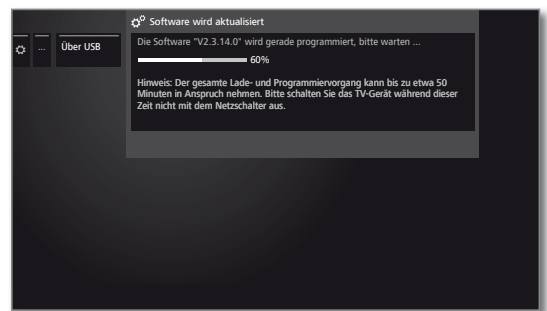 Software wird aktualisiert
... Über USB
Die Software "V2.3.14.0" wird gerade programmiert, bitte warten ...
60%
Hinweis: Der gesamte Lade- und Programmiervorgang kann bis zu etwa 50
Minuten in Anspruch nehmen. Bitte schalten Sie das TV-Gerät während dieser
Zeit nicht mit dem Netzschalter aus.